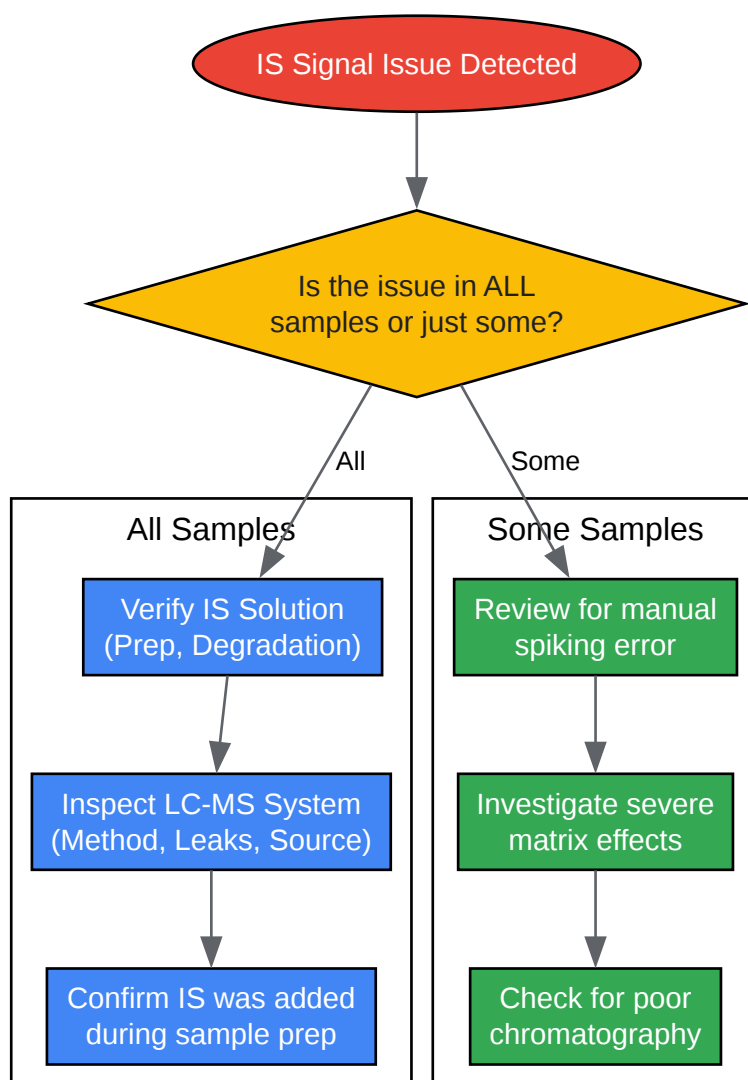 IS Signal Issue Detected
Is the issue in ALL
samples or just some?
All
Some
All Samples
Some Samples
Verify IS Solution
(Prep, Degradation)
Review for manual
spiking error
Inspect LC-MS System
(Method, Leaks, Source)
Investigate severe
matrix effects
Confirm IS was added
during sample prep
Check for poor
chromatography